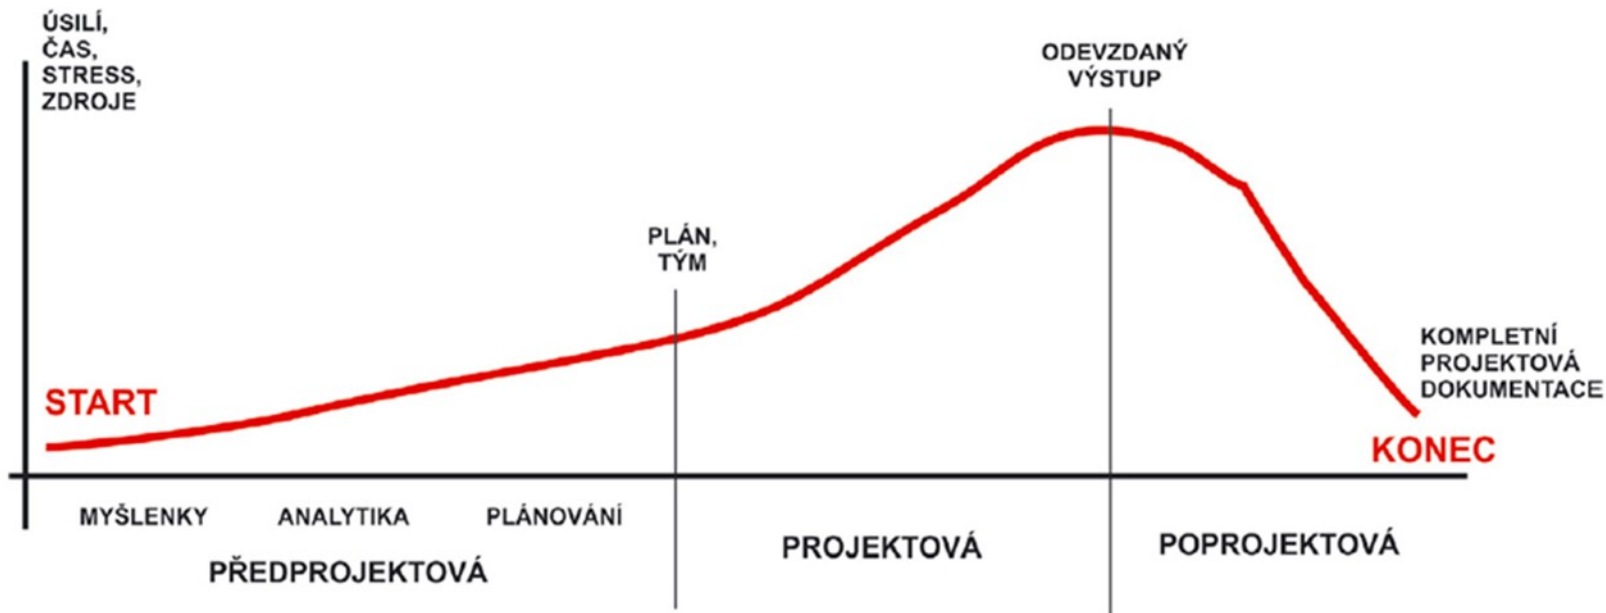 ÚSILÍ,
ČAS,
STRESS,
ZDROJE
ODEVZDANÝ
VÝSTUP
PLÁN,
TÝM
START
KOMPLETNÍ
PROJEKTOVÁ
DOKUMENTACE
KONEC
MYŠLENKY
ANALYTIKA
PLÁNOVÁNÍ
PŘEDPROJEKTOVÁ
PROJEKTOVÁ
POPROJEKTOVÁ